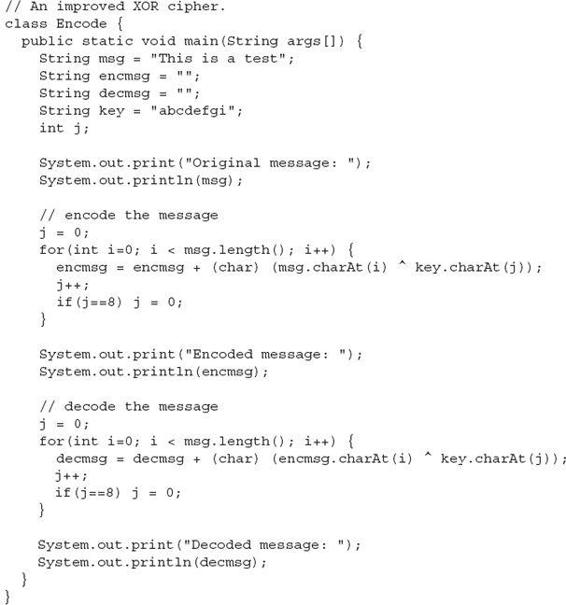 // An improved XOR cipher.
class Encode {
  public static void main(String args[]) {
    String msg = "This is a test";
    String encmsg = "";
    String decmsg = "";
    String key = "abcdefgi";
    int j;

    System.out.print("Original message: ");
    System.out.println(msg);

    // encode the message
    j = 0;
    for(int i=0; i < msg.length(); i++) {
      encmsg = encmsg + (char) (msg.charAt(i) ^ key.charAt(j));
      j++;
      if(j==8) j = 0;
    }

    System.out.print("Encoded message: ");
    System.out.println(encmsg);

    // decode the message
    j = 0;
    for(int i=0; i < msg.length(); i++) {
      decmsg = decmsg + (char) (encmsg.charAt(i) ^ key.charAt(j));
      j++;
      if(j==8) j = 0;
    }

    System.out.print("Decoded message: ");
    System.out.println(decmsg);
  }
}